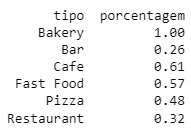 tipo porcentagem
Bakery 1.00
Bar 0.26
Cafe 0.61
Fast Food 0.57
Pizza 0.48
Restaurant 0.32